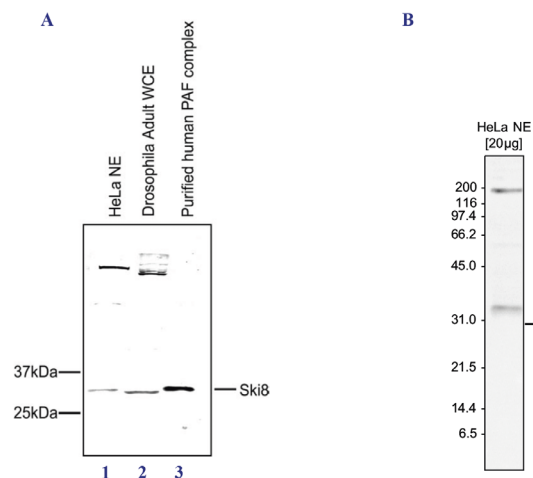 A
HeLa NE
Drosophila Adult WCE
Purified human PAF complex
37kDa
25kDa
Ski8
1 2 3
B
HeLa NE
[20µg]
200
116
97.4
66.2
45.0
31.0
21.5
14.4
6.5